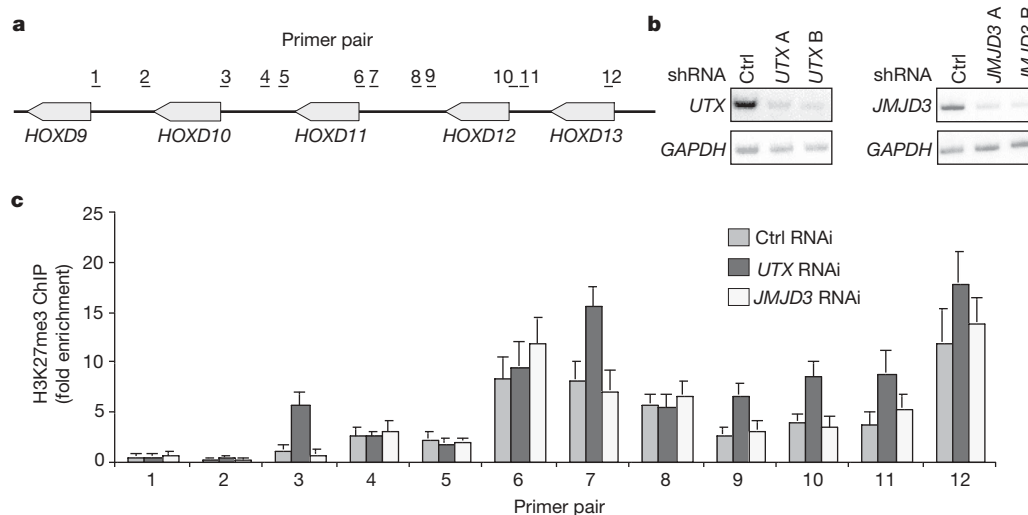 a
Primer pair
1 2 3 4 5 6 7 8 9 10 11 12
HOXD9 HOXD10 HOXD11 HOXD12 HOXD13
b
shRNA Ctrl UTX A UTX B
UTX
GAPDH
shRNA Ctrl JMJD3 A JMJD3 B
JMJD3
GAPDH
c
H3K27me3 ChIP
(fold enrichment)
25
20
15
10
5
0
Ctrl RNAi
UTX RNAi
JMJD3 RNAi
1 2 3 4 5 6 7 8 9 10 11 12
Primer pair